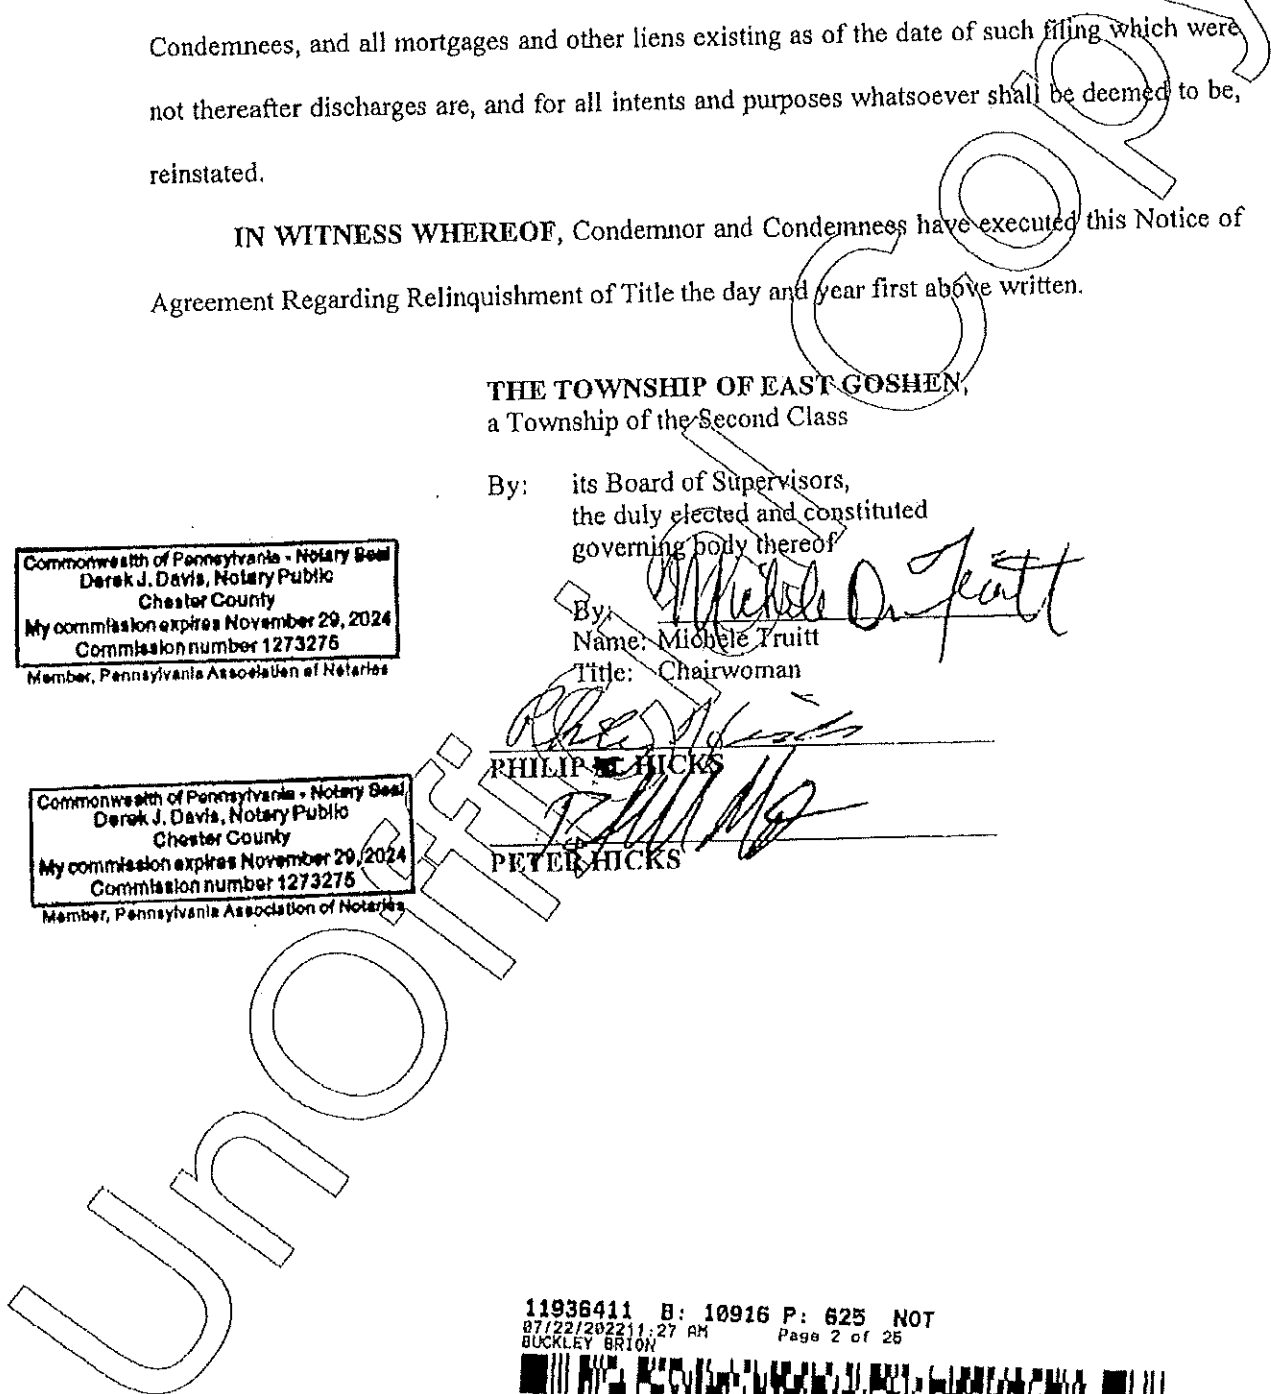 Condemnees, and all mortgages and other liens existing as of the date of such filing which were
not thereafter discharges are, and for all intents and purposes whatsoever shall be deemed to be,
reinstated.
IN WITNESS WHEREOF, Condemnor and Condemnees have executed this Notice of
Agreement Regarding Relinquishment of Title the day and year first above written.
THE TOWNSHIP OF EAST GOSHEN,
a Township of the Second Class
By: its Board of Supervisors,
the duly elected and constituted
governing body thereof
Commonwealth of Pennsylvania - Notary Seal
Derek J. Davis, Notary Public
Chester County
My commission expires November 29, 2024
Commission number 1273275
Member, Pennsylvania Association of Notaries
By: Michele D. Truitt
Name: Michele Truitt
Title: Chairwoman
PHILIP HICKS
Commonwealth of Pennsylvania - Notary Seal
Derek J. Davis, Notary Public
Chester County
My commission expires November 29, 2024
Commission number 1273275
Member, Pennsylvania Association of Notaries
PETER HICKS
Unofficial Copy
11936411 B: 10916 P: 625 NOT
07/22/2022 11:27 AM Page 2 of 25
BUCKLEY BRION